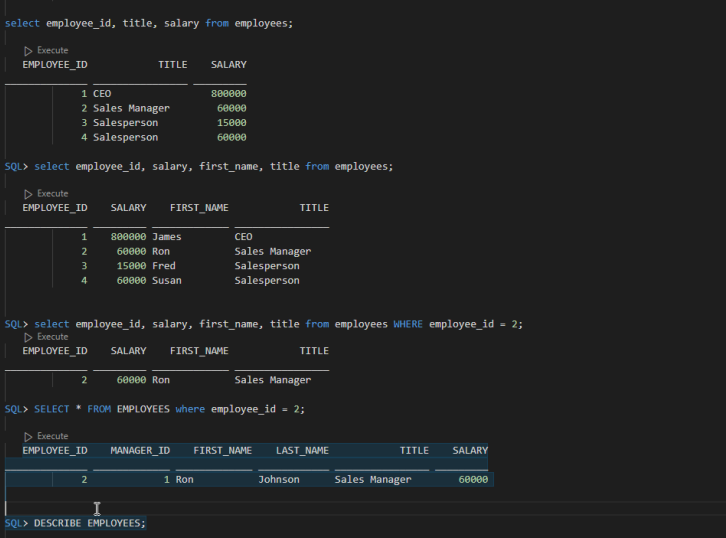 select employee_id, title, salary from employees;
Execute
EMPLOYEE_ID TITLE SALARY
1 CEO 800000
2 Sales Manager 60000
3 Salesperson 15000
4 Salesperson 60000
SQL> select employee_id, salary, first_name, title from employees;
Execute
EMPLOYEE_ID SALARY FIRST_NAME TITLE
1 800000 James CEO
2 60000 Ron Sales Manager
3 15000 Fred Salesperson
4 60000 Susan Salesperson
SQL> select employee_id, salary, first_name, title from employees WHERE employee_id = 2;
Execute
EMPLOYEE_ID SALARY FIRST_NAME TITLE
2 60000 Ron Sales Manager
SQL> SELECT * FROM EMPLOYEES where employee_id = 2;
Execute
EMPLOYEE_ID MANAGER_ID FIRST_NAME LAST_NAME TITLE SALARY
2 1 Ron Johnson Sales Manager 60000
SQL> DESCRIBE EMPLOYEES;